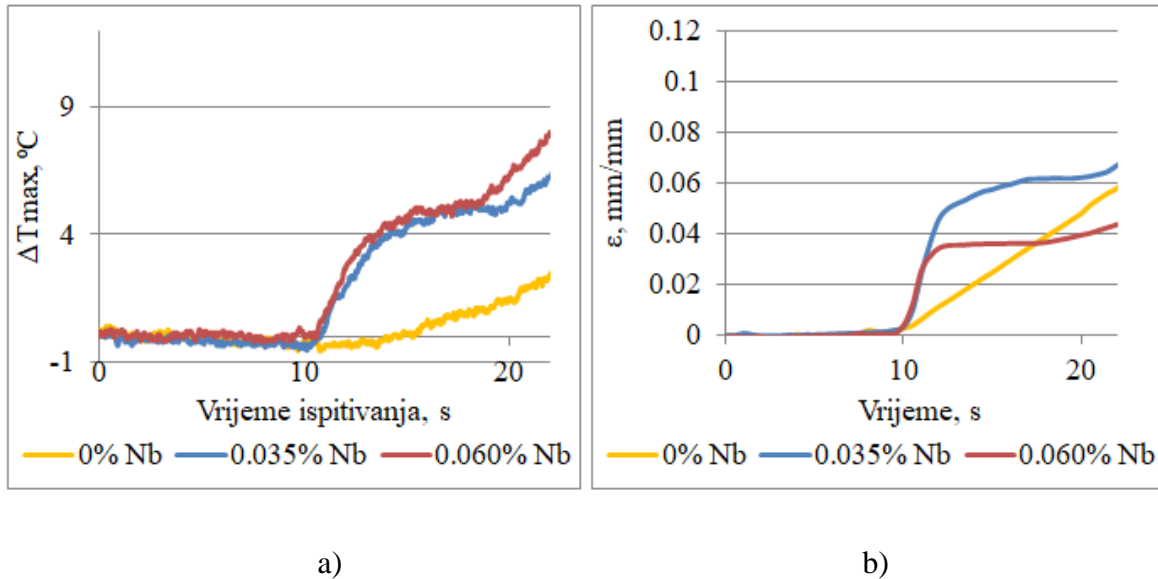 9
4
-1
0
10
20
ΔTmax, ºC
Vrijeme ispitivanja, s
0% Nb
0.035% Nb
0.060% Nb
0.12
0.1
0.08
0.06
0.04
0.02
0
0
10
20
ε, mm/mm
Vrijeme, s
0% Nb
0.035% Nb
0.060% Nb
a)
b)